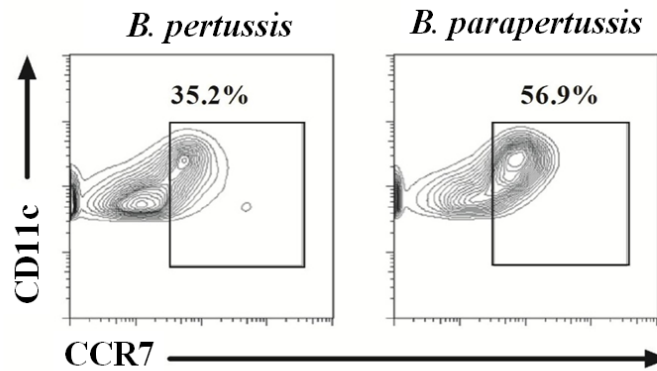 B. pertussis
B. parapertussis
35.2%
56.9%
CD11c
CCR7